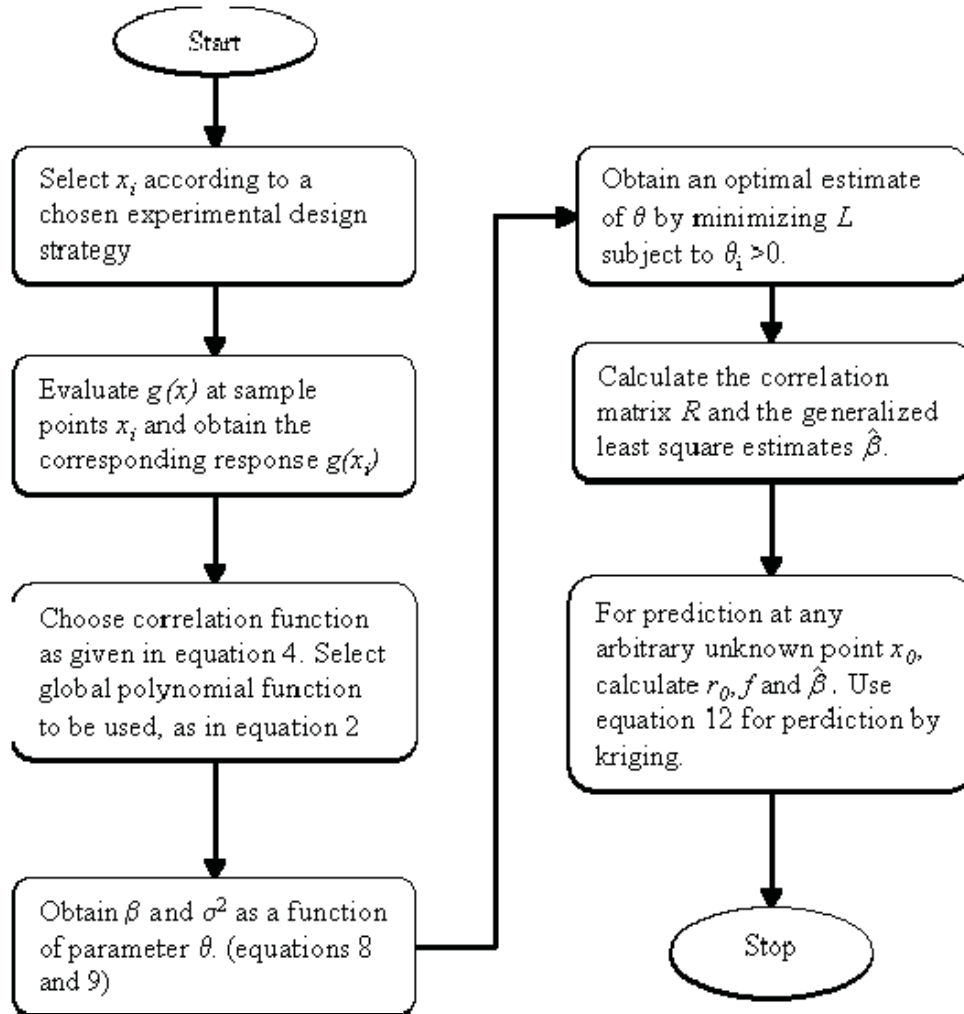 Start
Select x_i according to a
chosen experimental design
strategy
Evaluate g(x) at sample
points x_i and obtain the
corresponding response g(x_i)
Choose correlation function
as given in equation 4. Select
global polynomial function
to be used, as in equation 2
Obtain β and σ² as a function
of parameter θ. (equations 8
and 9)
Obtain an optimal estimate
of θ by minimizing L
subject to θ_i >0.
Calculate the correlation
matrix R and the generalized
least square estimates β̂.
For prediction at any
arbitrary unknown point x_0,
calculate r_0, f and β̂. Use
equation 12 for perdiction by
kriging.
Stop